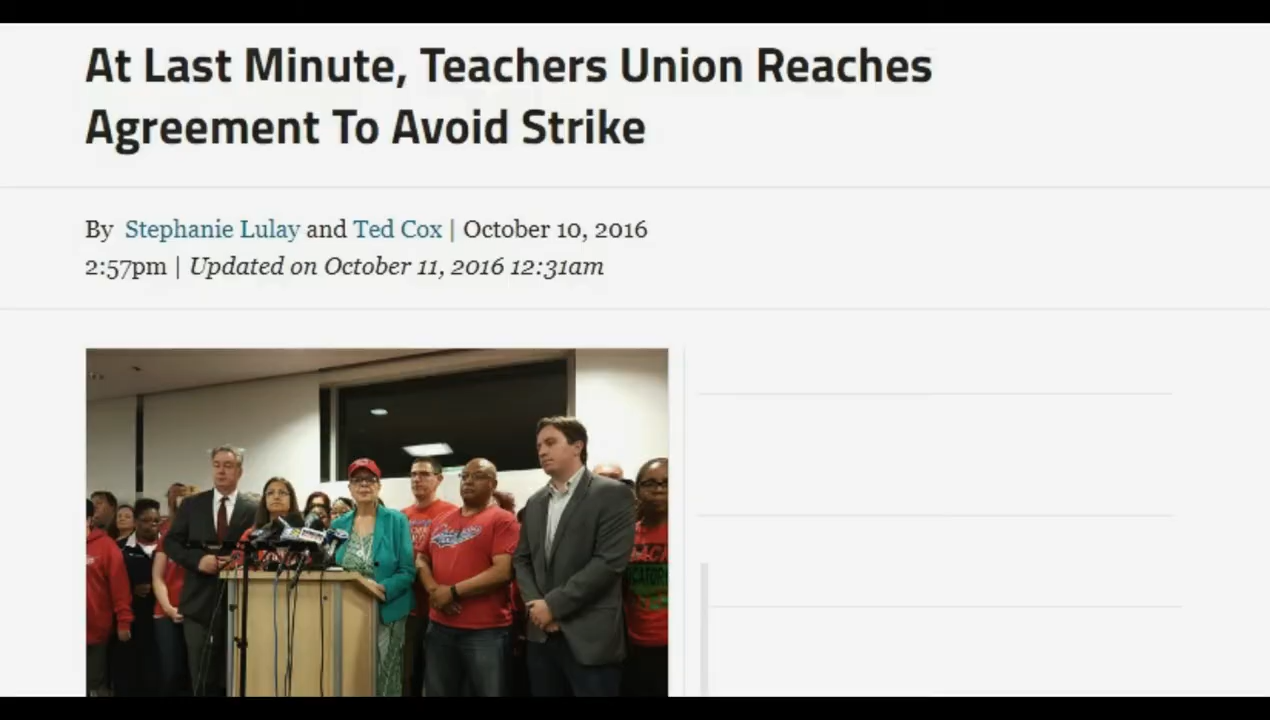 At Last Minute, Teachers Union Reaches
Agreement To Avoid Strike
By Stephanie Lulay and Ted Cox | October 10, 2016
2:57pm | Updated on October 11, 2016 12:31am